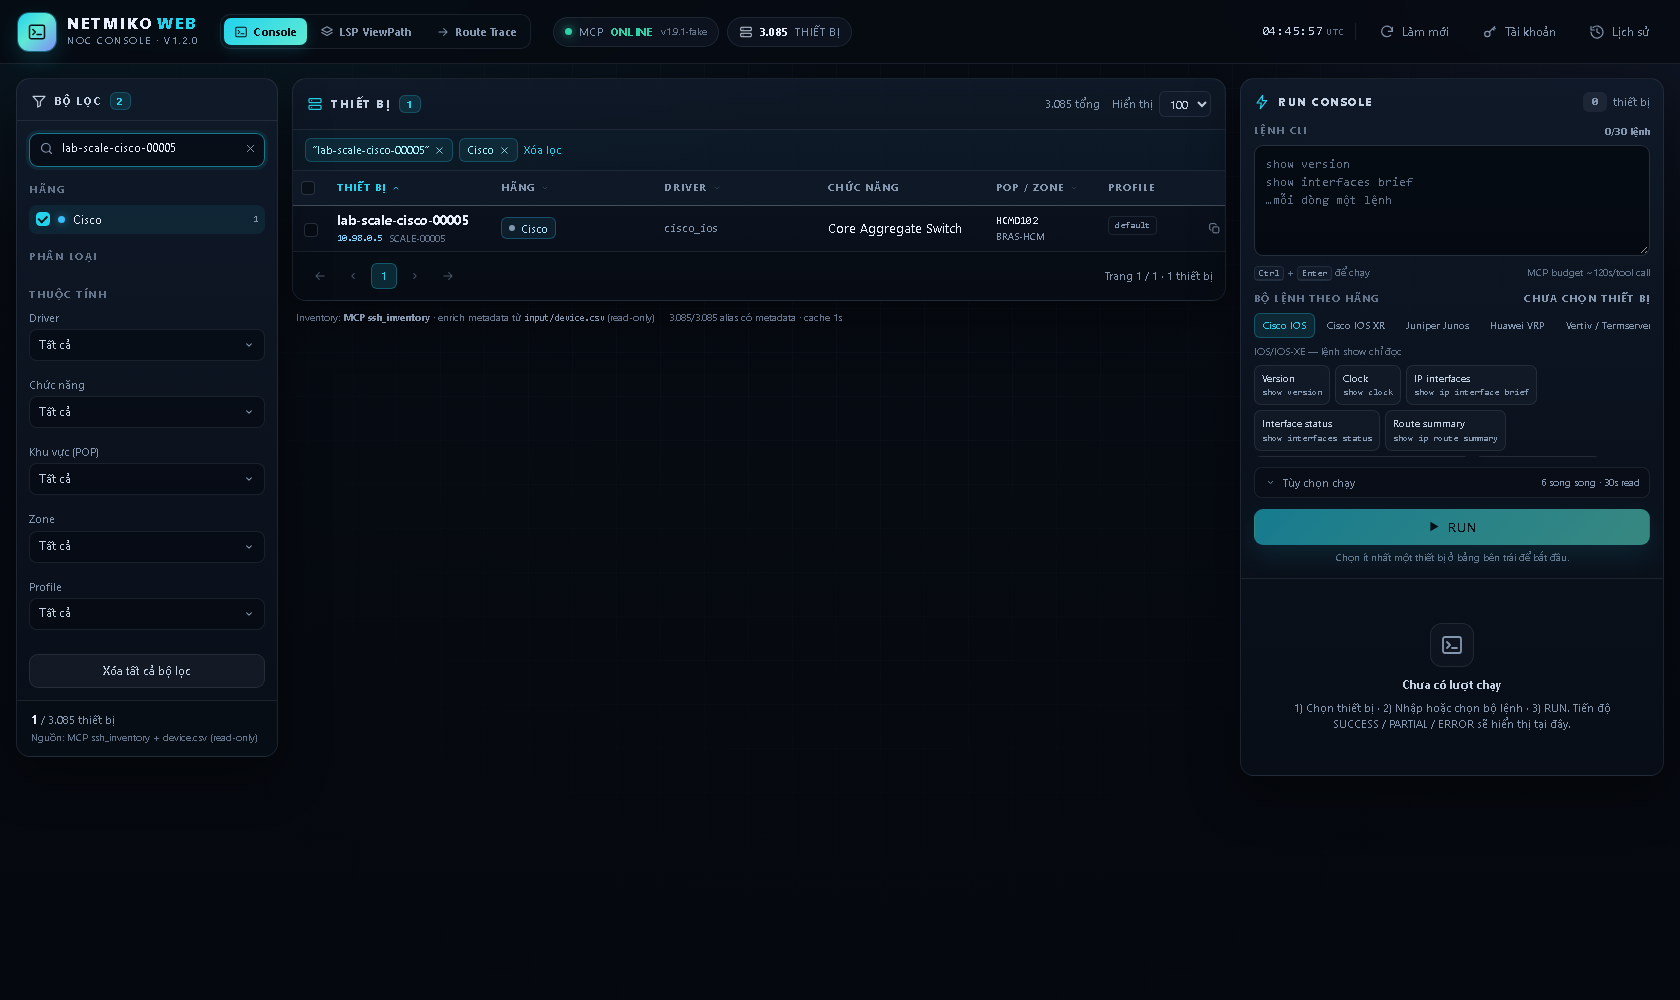 NETMIKO WEB
NOC CONSOLE · V1.2.0
Console
LSP ViewPath
Route Trace
MCP ONLINE v1.9.1-fake
3.085 THIẾT BỊ
04:45:57 UTC
Làm mới
Tài khoản
Lịch sử
BỘ LỌC 2
lab-scale-cisco-00005
HÃNG
Cisco 1
PHÂN LOẠI
THUỘC TÍNH
Driver
Tất cả
Chức năng
Tất cả
Khu vực (POP)
Tất cả
Zone
Tất cả
Profile
Tất cả
Xóa tất cả bộ lọc
1 / 3.085 thiết bị
Nguồn: MCP ssh_inventory + device.csv (read-only)
THIẾT BỊ 1
3.085 tổng Hiển thị 100
"lab-scale-cisco-00005" × Cisco × Xóa lọc
THIẾT BỊ HÃNG DRIVER CHỨC NĂNG POP / ZONE PROFILE
lab-scale-cisco-00005 Cisco cisco_ios Core Aggregate Switch HCMD102 default
10.98.0.5 SCALE-00005 BRAS-HCM
← ‹ 1 › →
Trang 1 / 1 · 1 thiết bị
Inventory: MCP ssh_inventory · enrich metadata từ input/device.csv (read-only) 3.085/3.085 alias có metadata · cache 1s
RUN CONSOLE
0 thiết bị
LỆNH CLI
0/30 lệnh
show version
show interfaces brief
…mỗi dòng một lệnh
Ctrl + Enter để chạy
MCP budget ~120s/tool call
BỘ LỆNH THEO HÃNG
CHƯA CHỌN THIẾT BỊ
Cisco IOS Cisco IOS XR Juniper Junos Huawei VRP Vertiv / Termserver
IOS/IOS-XE — lệnh show chỉ đọc
Version
show version
Clock
show clock
IP interfaces
show ip interface brief
Interface status
show interfaces status
Route summary
show ip route summary
Tùy chọn chạy
6 song song · 30s read
RUN
Chọn ít nhất một thiết bị ở bảng bên trái để bắt đầu.
Chưa có lượt chạy
1) Chọn thiết bị · 2) Nhập hoặc chọn bộ lệnh · 3) RUN. Tiến độ
SUCCESS / PARTIAL / ERROR sẽ hiển thị tại đây.